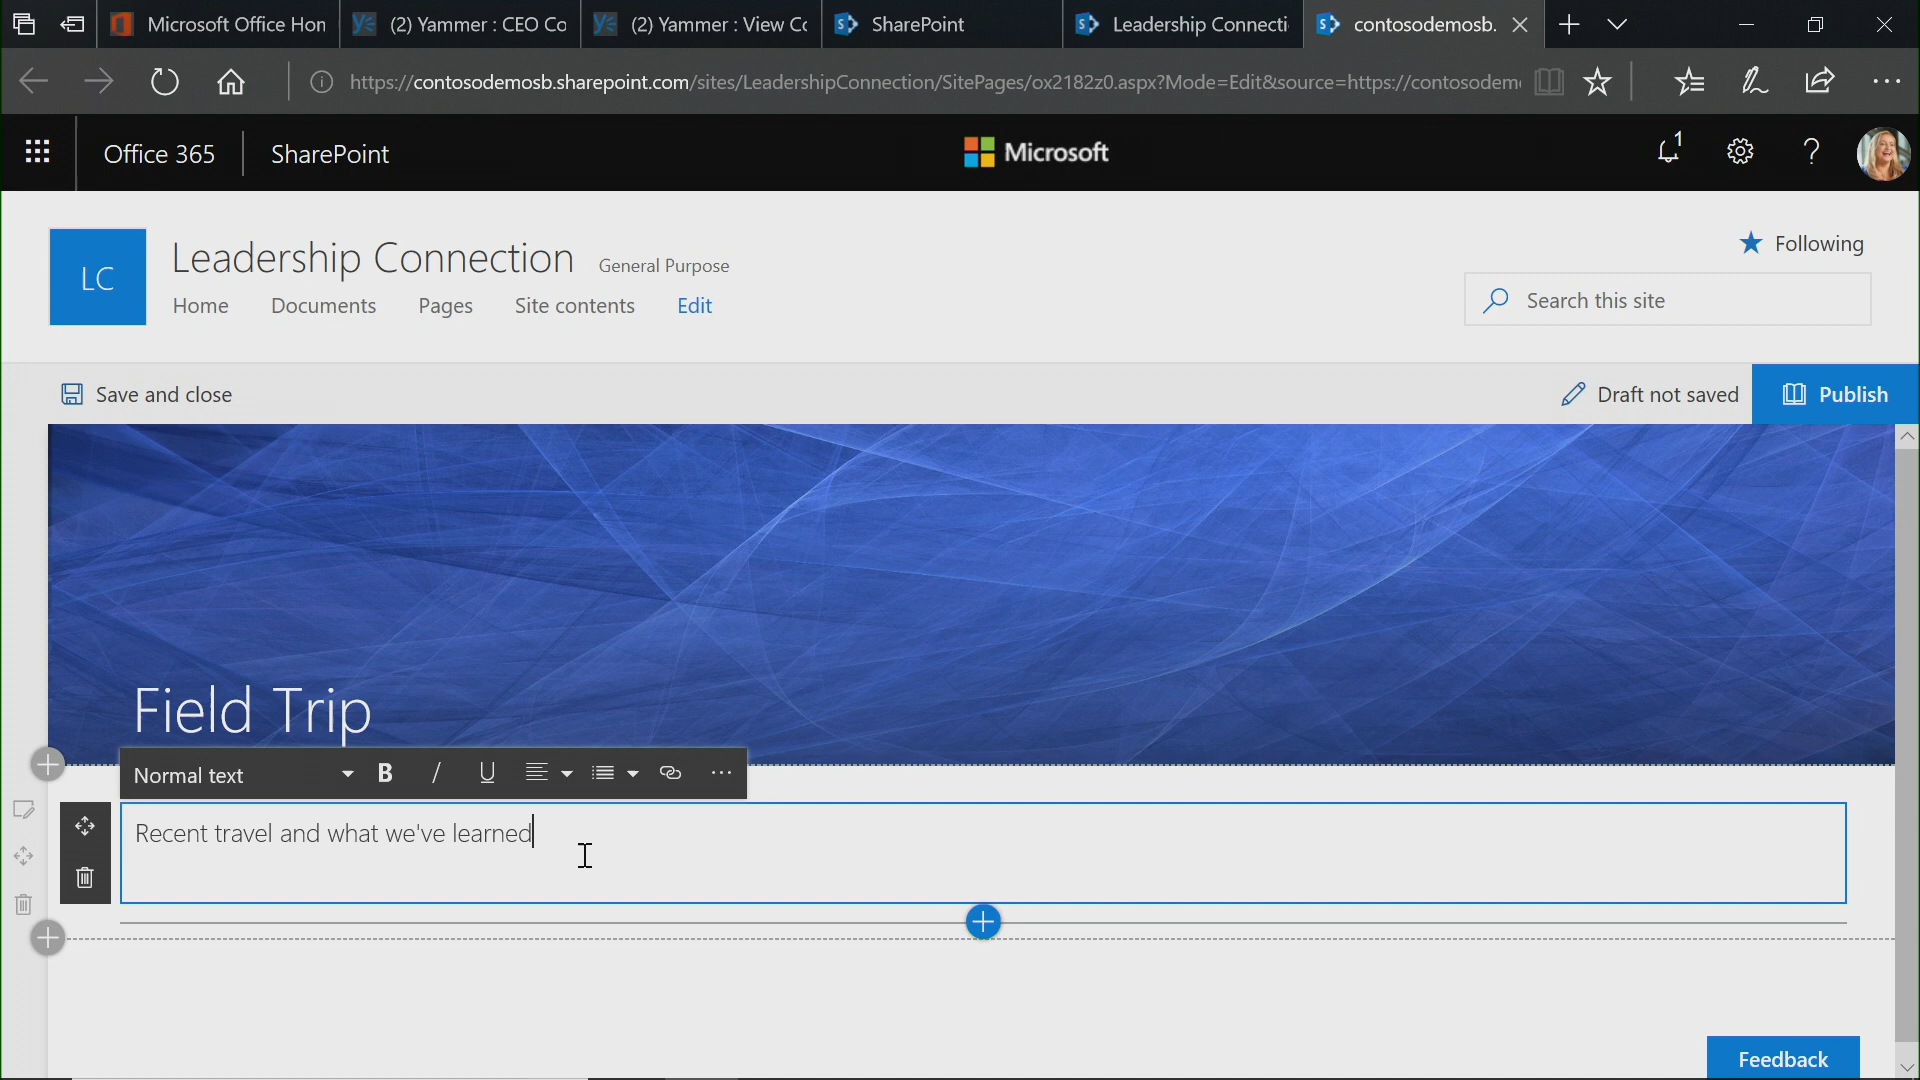 Microsoft Office Hon
(2) Yammer : CEO Co
(2) Yammer : View Co
SharePoint
Leadership Connecti
contosodemosb.
https://contosodemosb.sharepoint.com/sites/LeadershipConnection/SitePages/ox2182z0.aspx?Mode=Edit&source=https://contosodem
Office 365
SharePoint
Microsoft
1
?
LC
Leadership Connection
General Purpose
Following
Home
Documents
Pages
Site contents
Edit
Search this site
Save and close
Draft not saved
Publish
Field Trip
Normal text
B
/
U
Recent travel and what we've learned
Feedback